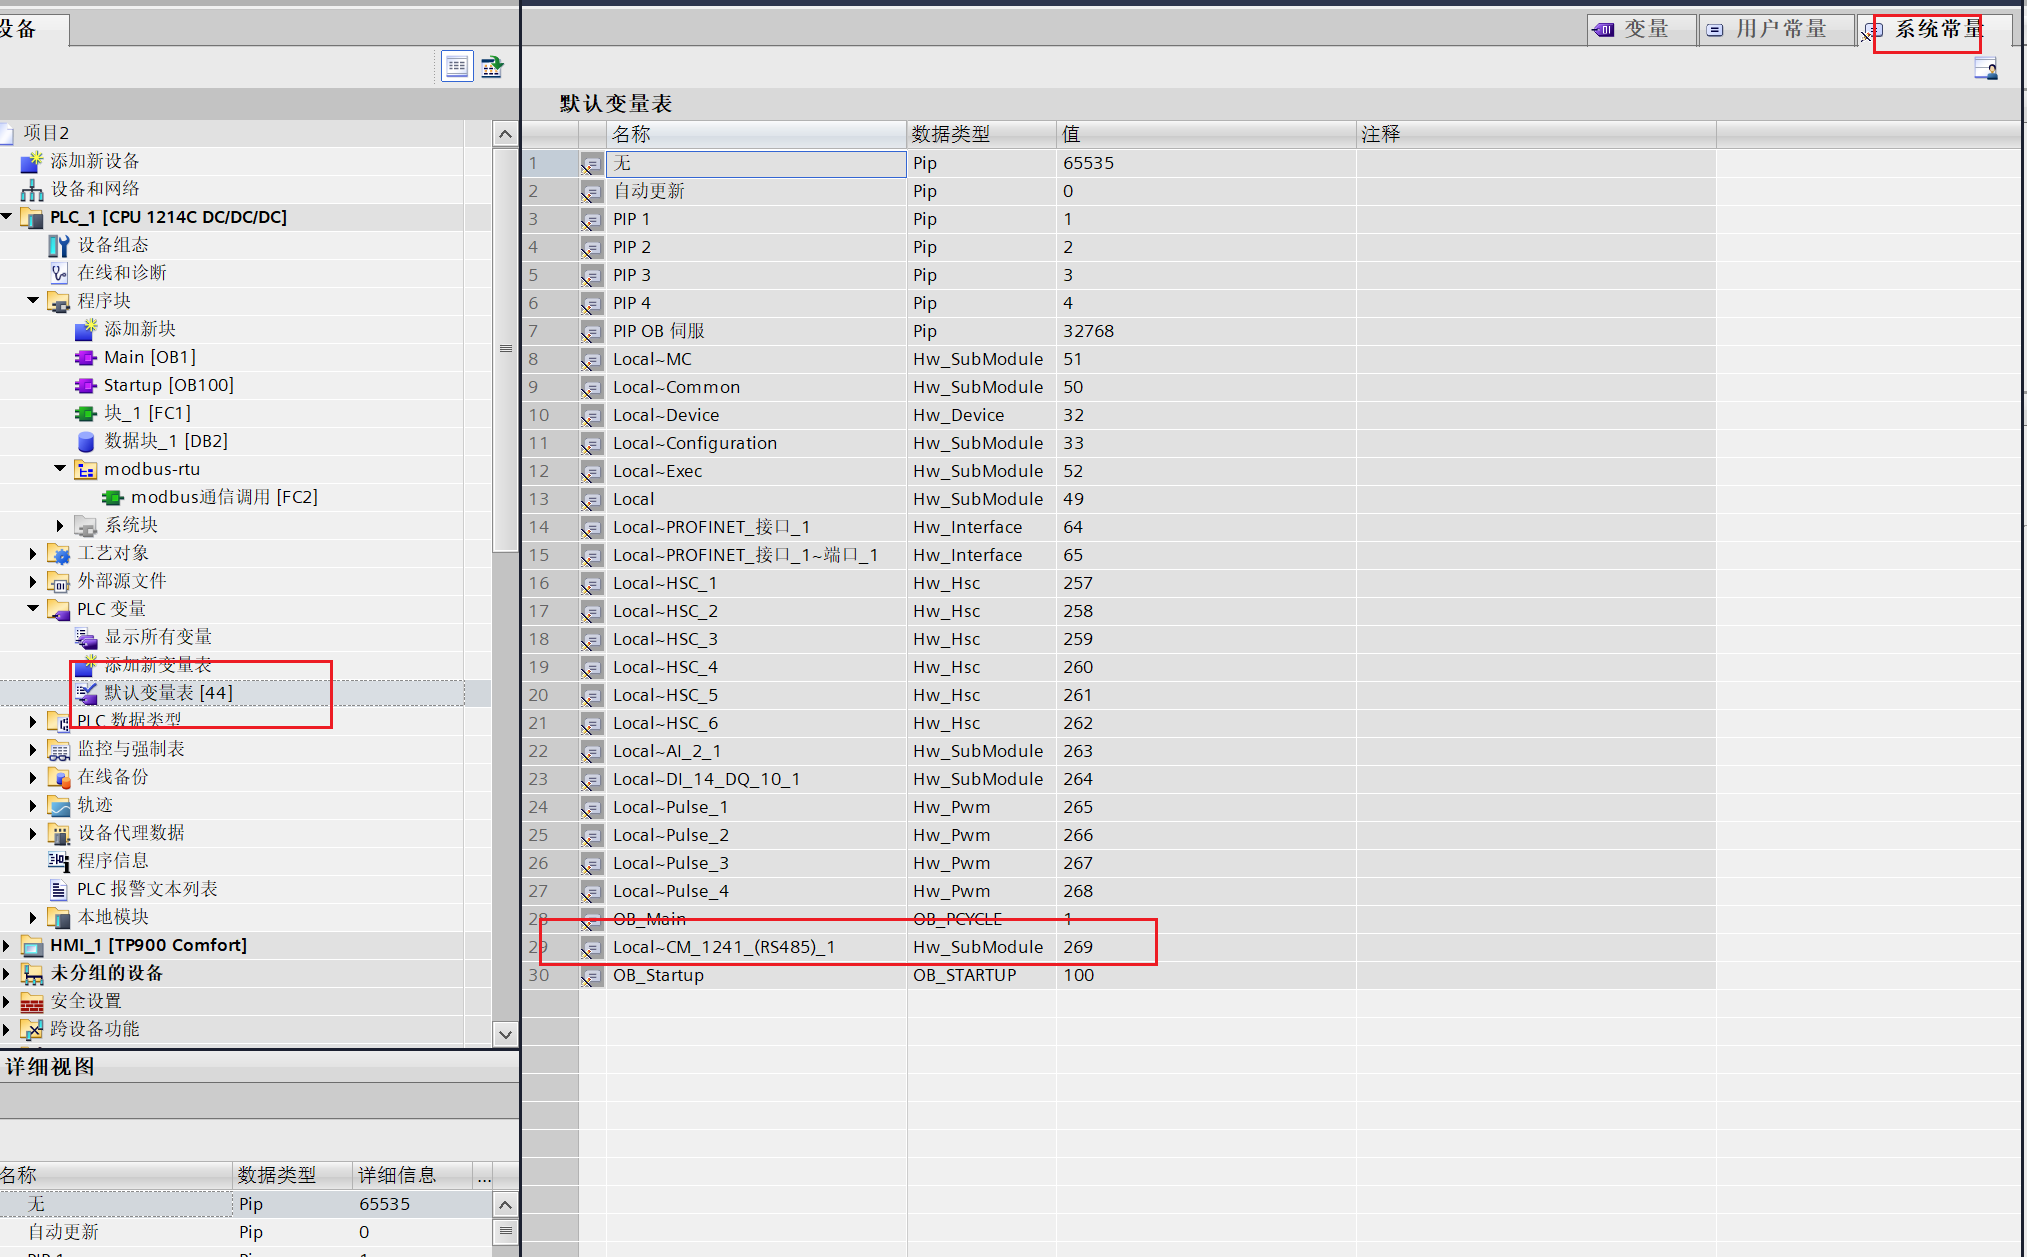 设备
变量
用户常量
系统常量
默认变量表
名称 数据类型 值 注释
1 无 Pip 65535
2 自动更新 Pip 0
3 PIP 1 Pip 1
4 PIP 2 Pip 2
5 PIP 3 Pip 3
6 PIP 4 Pip 4
7 PIP OB 伺服 Pip 32768
8 Local~MC Hw_SubModule 51
9 Local~Common Hw_SubModule 50
10 Local~Device Hw_Device 32
11 Local~Configuration Hw_SubModule 33
12 Local~Exec Hw_SubModule 52
13 Local Hw_SubModule 49
14 Local~PROFINET_接口_1 Hw_Interface 64
15 Local~PROFINET_接口_1~端口_1 Hw_Interface 65
16 Local~HSC_1 Hw_Hsc 257
17 Local~HSC_2 Hw_Hsc 258
18 Local~HSC_3 Hw_Hsc 259
19 Local~HSC_4 Hw_Hsc 260
20 Local~HSC_5 Hw_Hsc 261
21 Local~HSC_6 Hw_Hsc 262
22 Local~AI_2_1 Hw_SubModule 263
23 Local~DI_14_DQ_10_1 Hw_SubModule 264
24 Local~Pulse_1 Hw_Pwm 265
25 Local~Pulse_2 Hw_Pwm 266
26 Local~Pulse_3 Hw_Pwm 267
27 Local~Pulse_4 Hw_Pwm 268
28 OB_Main OB_PCYCLE 1
29 Local~CM_1241_(RS485)_1 Hw_SubModule 269
30 OB_Startup OB_STARTUP 100
项目2
添加新设备
设备和网络
PLC_1 [CPU 1214C DC/DC/DC]
设备组态
在线和诊断
程序块
添加新块
Main [OB1]
Startup [OB100]
块_1 [FC1]
数据块_1 [DB2]
modbus-rtu
modbus通信调用 [FC2]
系统块
工艺对象
外部源文件
PLC 变量
显示所有变量
添加新变量表
默认变量表 [44]
PLC 数据类型
监控与强制表
在线备份
轨迹
设备代理数据
程序信息
PLC 报警文本列表
本地模块
HMI_1 [TP900 Comfort]
未分组的设备
安全设置
跨设备功能
详细视图
名称 数据类型 详细信息 ...
无 Pip 65535
自动更新 Pip 0
PIP 1 Pip 1